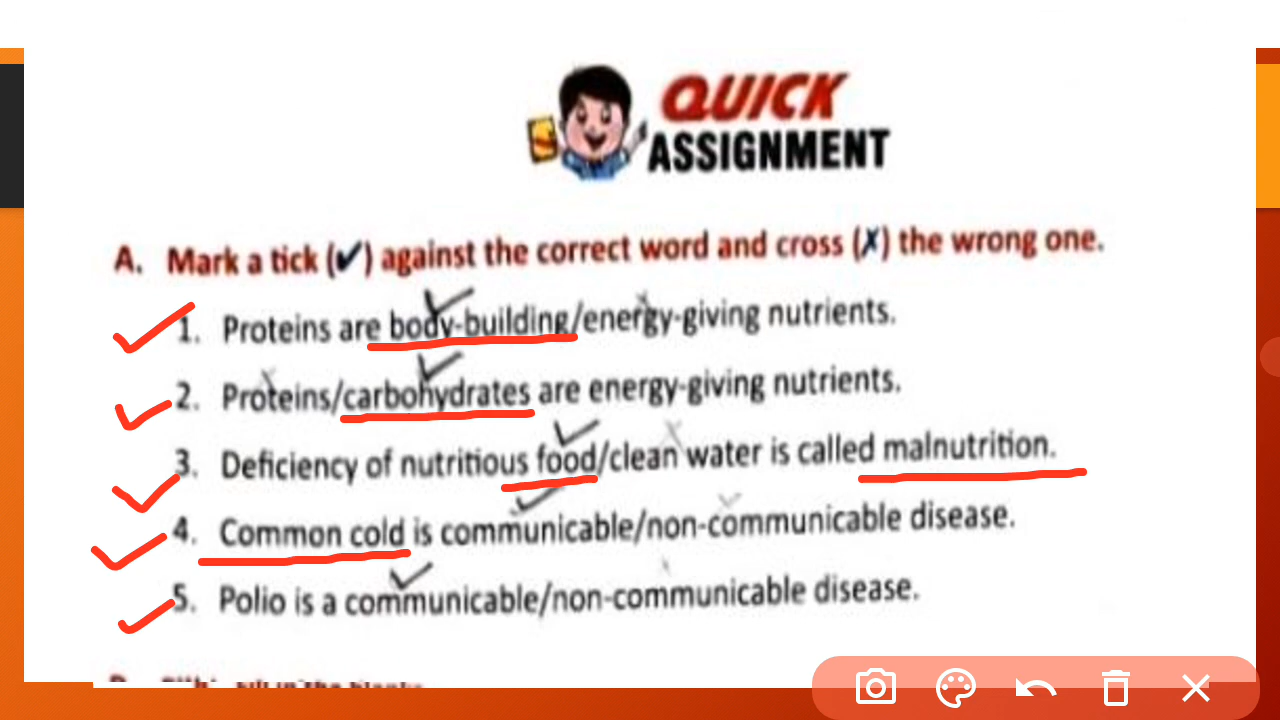 QUICK
ASSIGNMENT
A. Mark a tick (✔) against the correct word and cross (✗) the wrong one.
1. Proteins are body-building/energy-giving nutrients.
2. Proteins/carbohydrates are energy-giving nutrients.
3. Deficiency of nutritious food/clean water is called malnutrition.
4. Common cold is communicable/non-communicable disease.
5. Polio is a communicable/non-communicable disease.